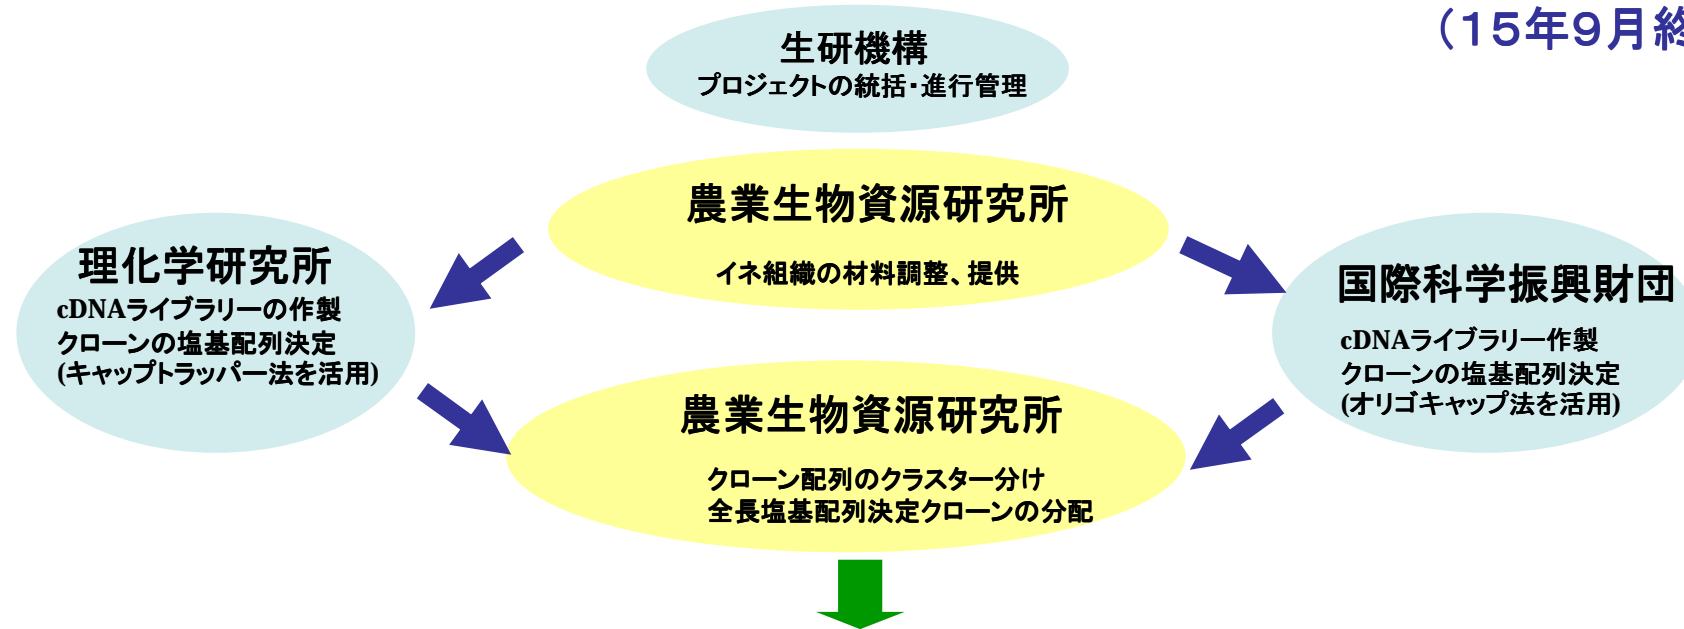 （１５年９月終
生研機構
プロジェクトの統括・進行管理
農業生物資源研究所
イネ組織の材料調整、提供
理化学研究所
cDNAライブラリーの作製
クローンの塩基配列決定
(キャップトラッパー法を活用)
国際科学振興財団
cDNAライブラリー作製
クローンの塩基配列決定
(オリゴキャップ法を活用)
農業生物資源研究所
クローン配列のクラスター分け
全長塩基配列決定クローンの分配